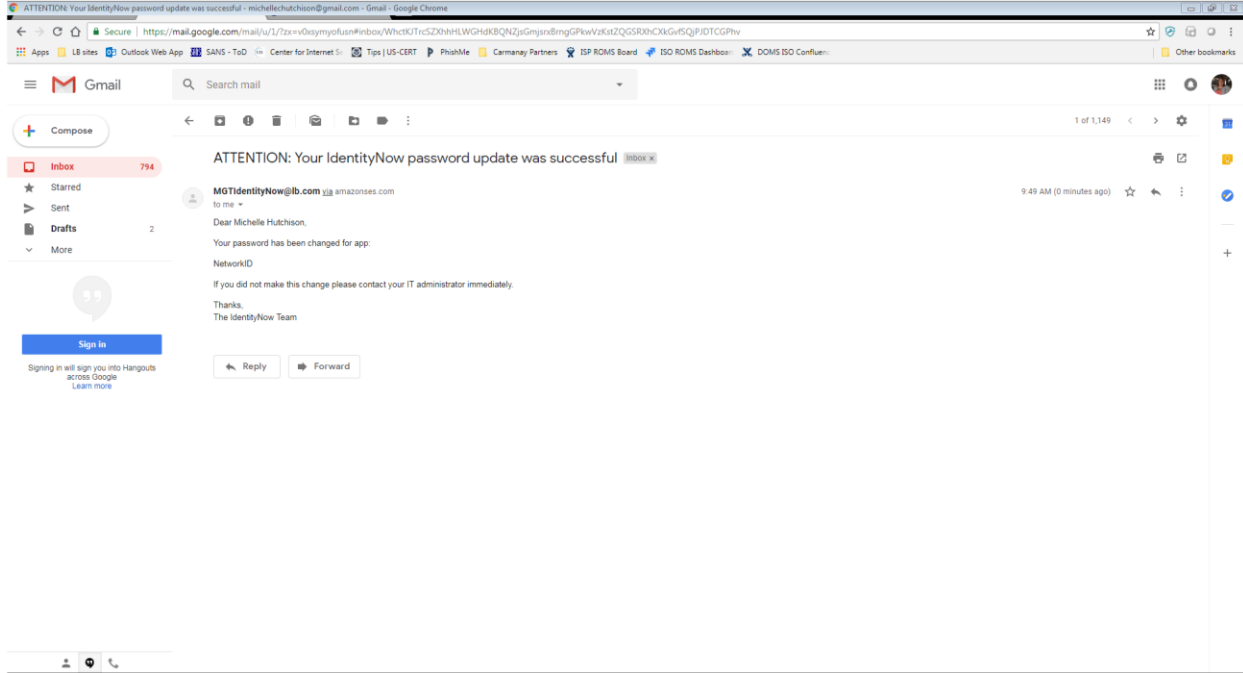 ATTENTION: Your IdentityNow password update was successful - michellechutchison@gmail.com - Gmail - Google Chrome
Secure | https://mail.google.com/mail/u/1/?zx=
Apps LB sites Outlook Web App SANS - ToD Center for Internet Tips | US-CERT PhishMe Carmanay Partners ISP ROMS Board ISO ROMS Dashboar DOMS ISO Confluenc Other bookmarks
Gmail
Search mail
Compose
1 of 1,149
Inbox 794
Starred
Sent
Drafts 2
More
ATTENTION: Your IdentityNow password update was successful Inbox x
MGTIdentityNow@lb.com via amazonses.com
9:49 AM (0 minutes ago)
to me
Dear Michelle Hutchison,
Your password has been changed for app:
NetworkID
If you did not make this change please contact your IT administrator immediately.
Thanks,
The IdentityNow Team
Reply
Forward
Sign in
Signing in will sign you into Hangouts
across Google
Learn more